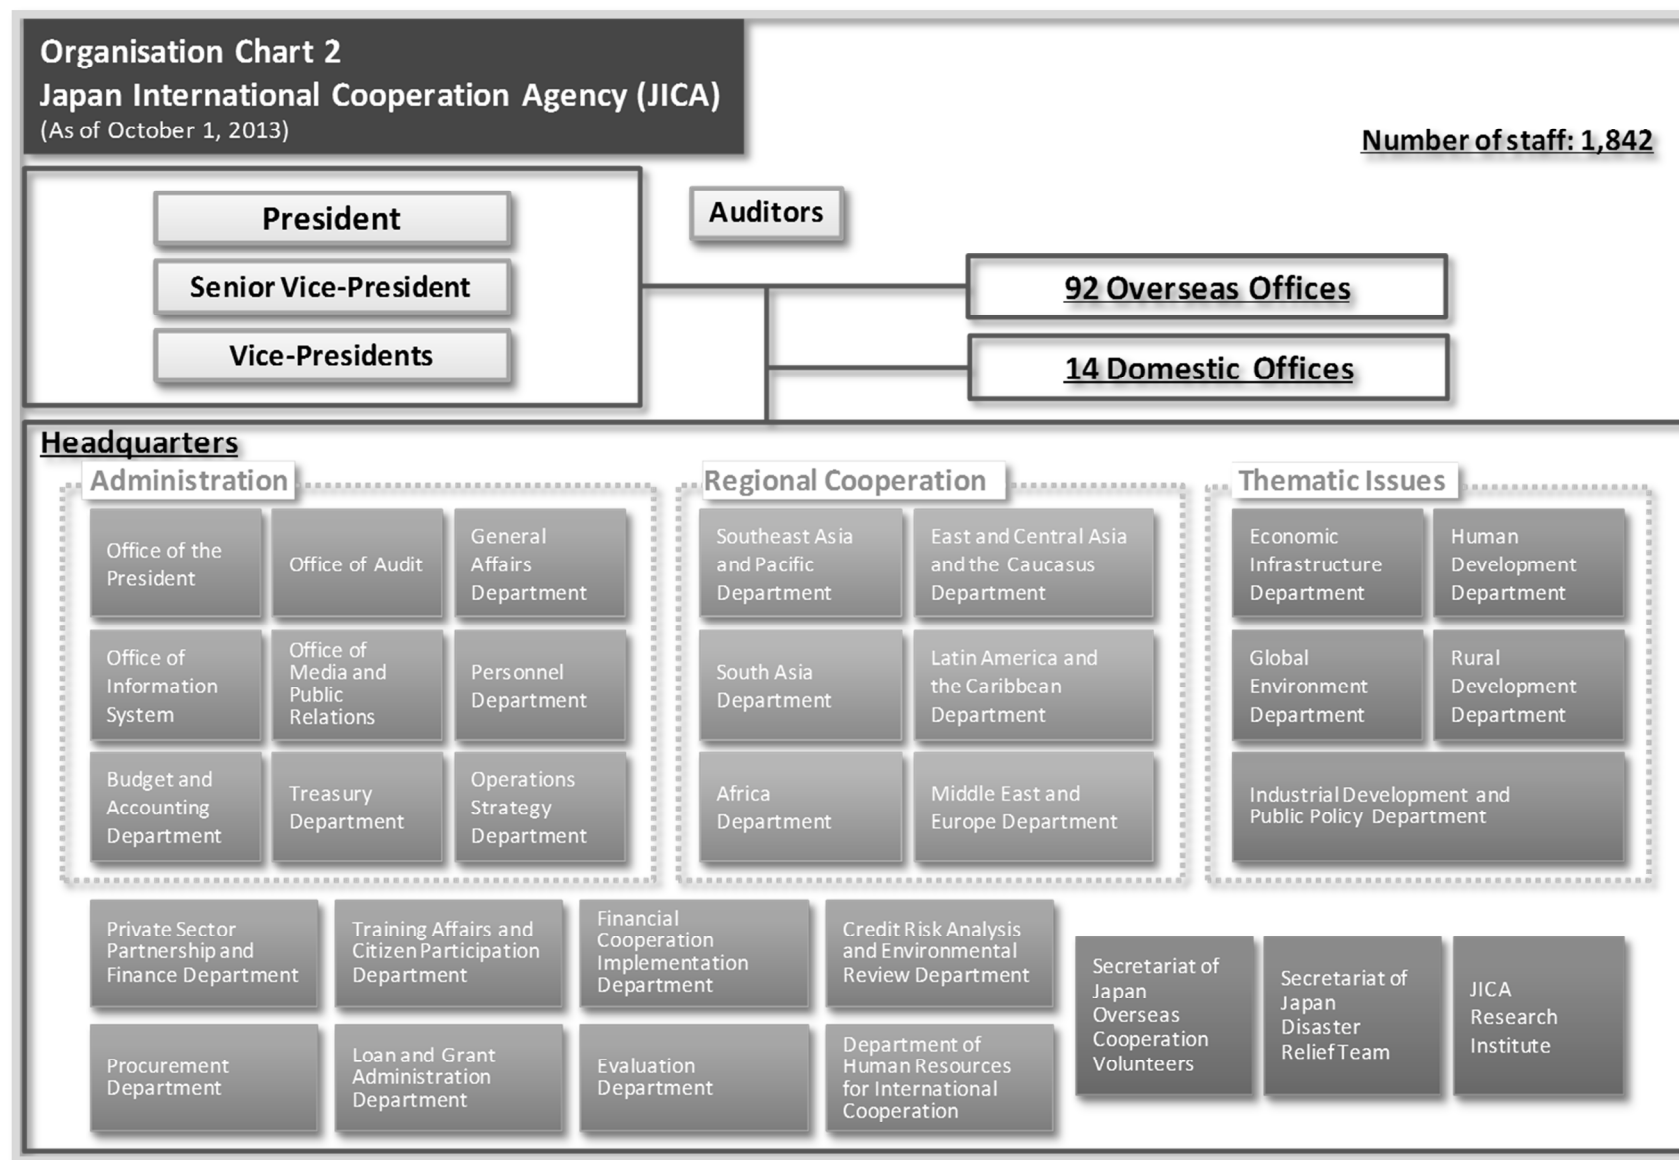 Organisation Chart 2
Japan International Cooperation Agency (JICA)
(As of October 1, 2013)
Number of staff: 1,842
President
Senior Vice-President
Vice-Presidents
Auditors
92 Overseas Offices
14 Domestic Offices
Headquarters
Administration
Office of the
President
Office of Audit
General
Affairs
Department
Office of
Information
System
Office of
Media and
Public
Relations
Personnel
Department
Budget and
Accounting
Department
Treasury
Department
Operations
Strategy
Department
Regional Cooperation
Southeast Asia
and Pacific
Department
East and Central Asia
and the Caucasus
Department
South Asia
Department
Latin America and
the Caribbean
Department
Africa
Department
Middle East and
Europe Department
Thematic Issues
Economic
Infrastructure
Department
Human
Development
Department
Global
Environment
Department
Rural
Development
Department
Industrial Development and
Public Policy Department
Private Sector
Partnership and
Finance Department
Training Affairs and
Citizen Participation
Department
Financial
Cooperation
Implementation
Department
Credit Risk Analysis
and Environmental
Review Department
Procurement
Department
Loan and Grant
Administration
Department
Evaluation
Department
Department of
Human Resources
for International
Cooperation
Secretariat of
Japan
Overseas
Cooperation
Volunteers
Secretariat of
Japan
Disaster
Relief Team
JICA
Research
Institute